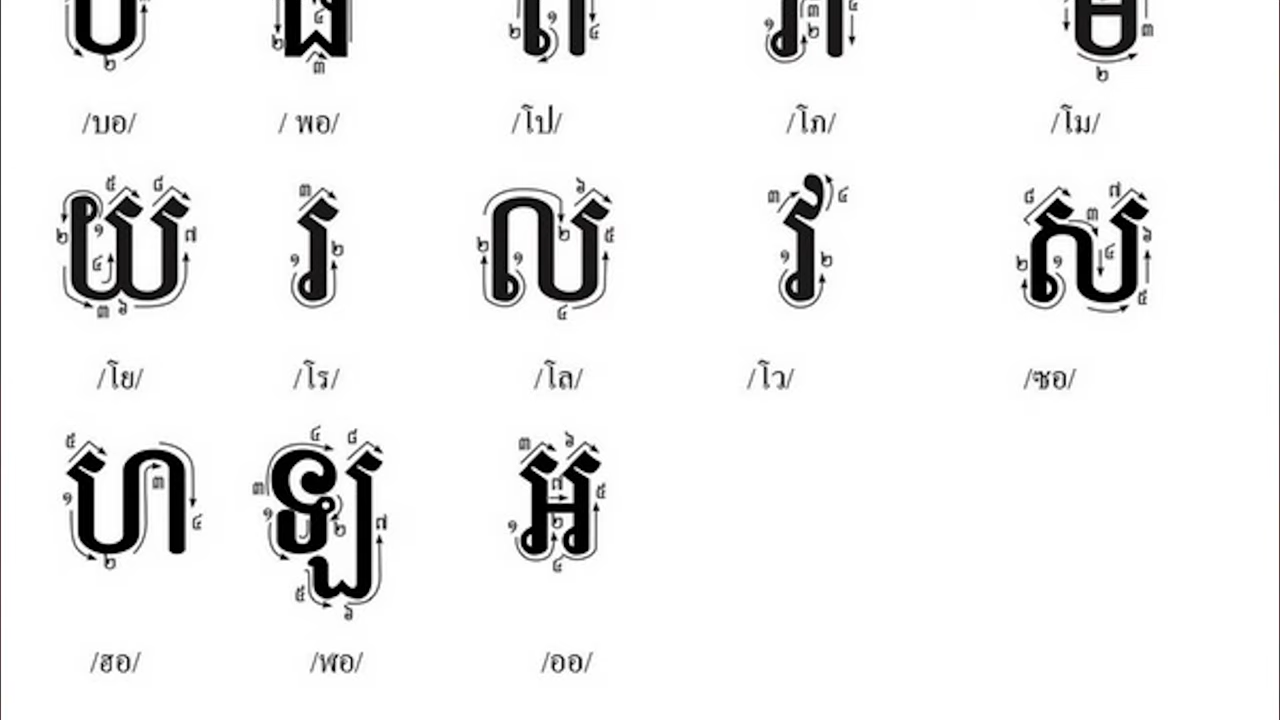 /บอ/ / พอ/ /โป/ /โภ/ /โม/
យ រ ល វ ស
/โย/ /โร/ /โล/ /โว/ /ซอ/
ហ ឡ អ
/ฮอ/ /ฬอ/ /ออ/